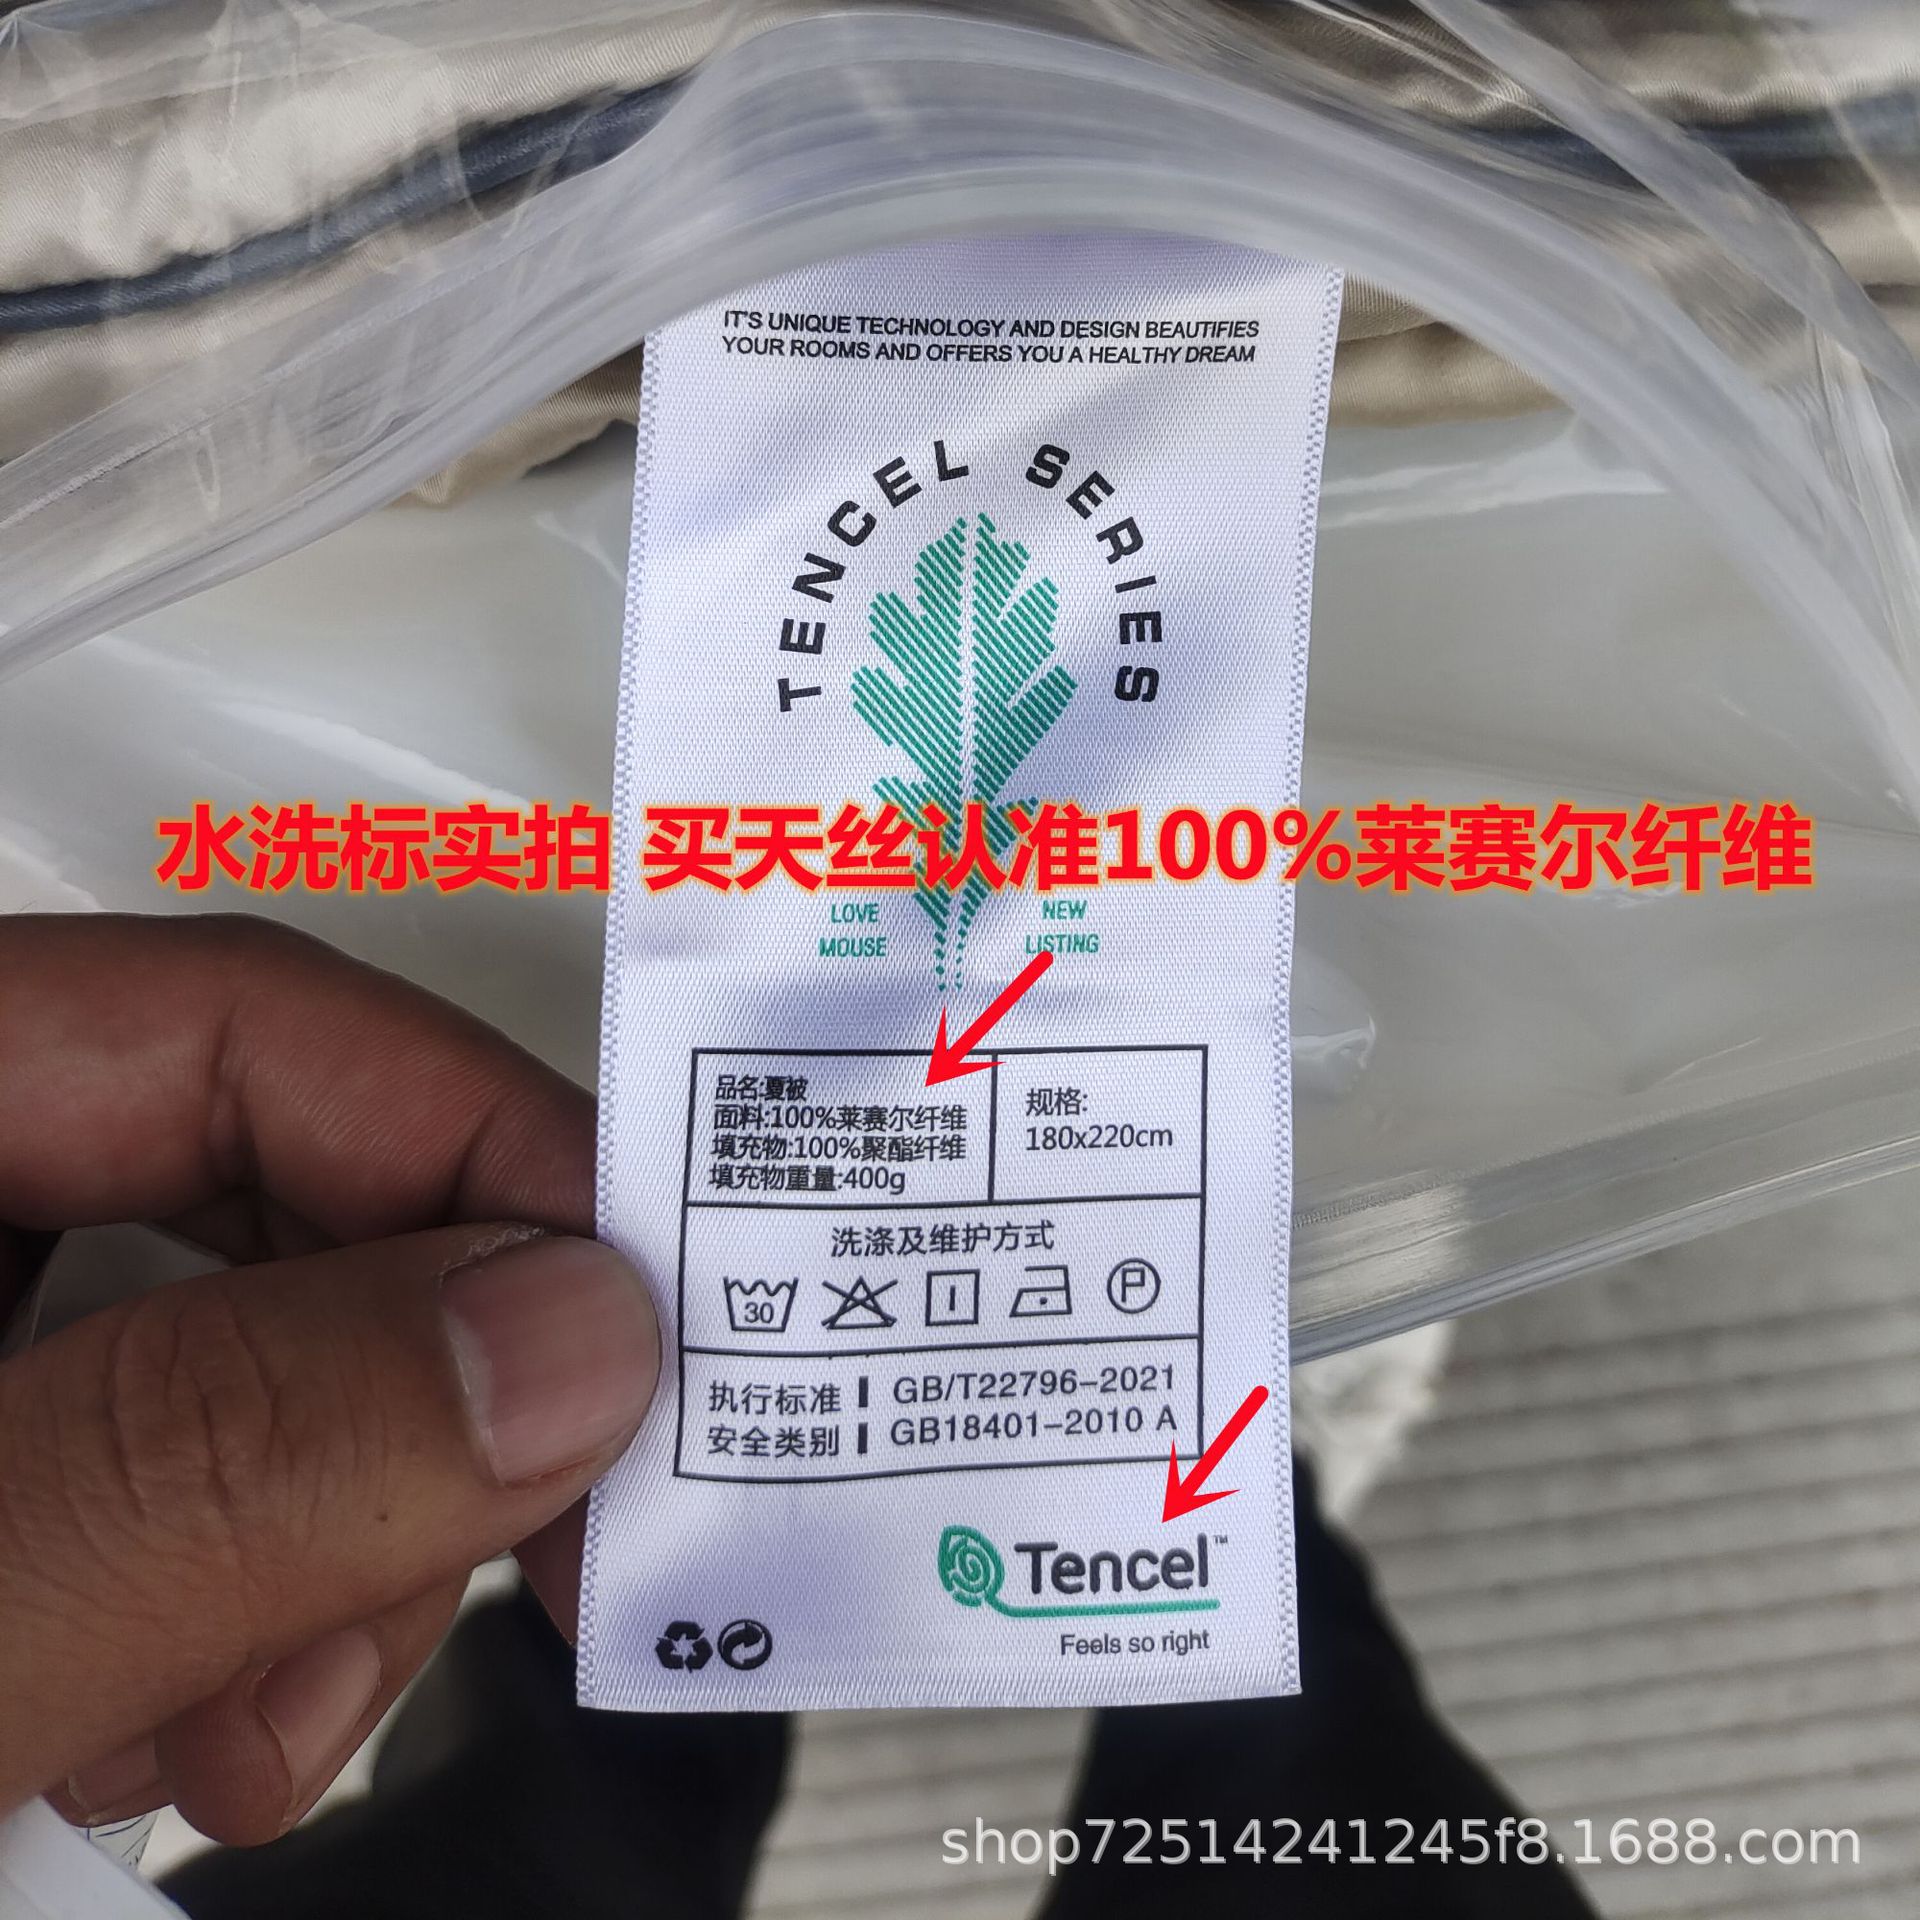 IT'S UNIQUE TECHNOLOGY AND DESIGN BEAUTIFIES
YOUR ROOMS AND OFFERS YOU A HEALTHY DREAM
TENCEL SERIES
水洗标实拍 买天丝认准100%莱赛尔纤维
LOVE
MOUSE
NEW
LISTING
品名:夏被
面料:100%莱赛尔纤维
填充物:100%聚酯纤维
填充物重量:400g
规格:
180x220cm
洗涤及维护方式
30
P
执行标准 GB/T22796-2021
安全类别 GB18401-2010 A
Tencel™
Feels so right
shop72514241245f8.1688.com